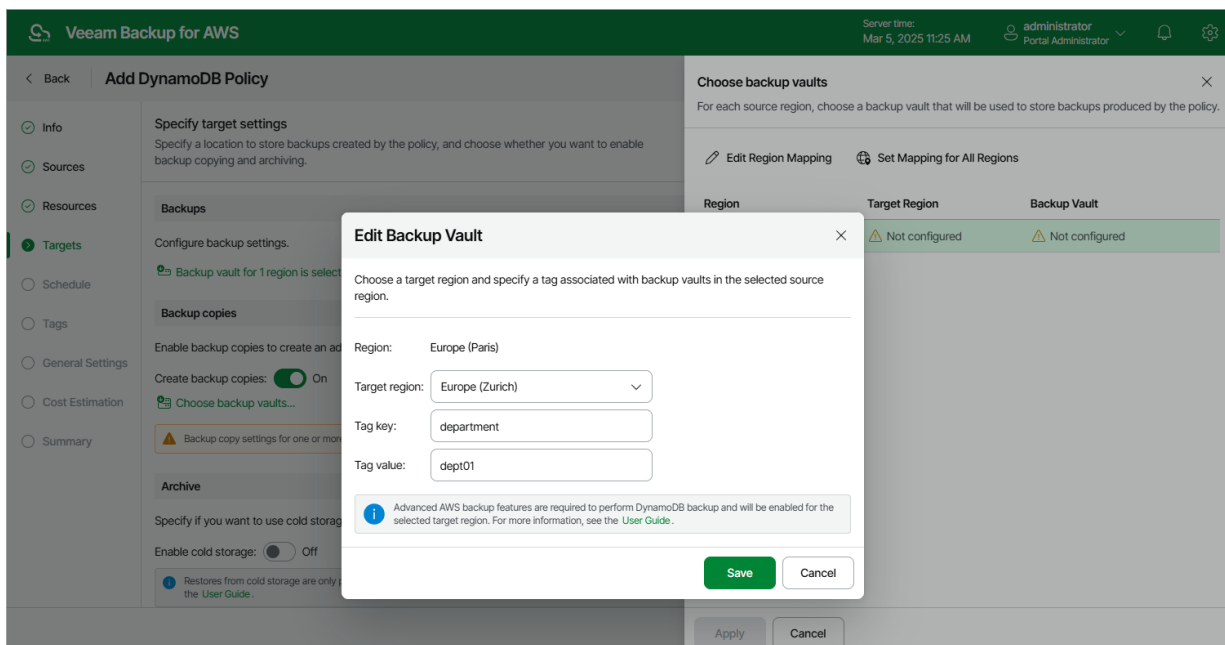 Veeam Backup for AWS
Server time:
Mar 5, 2025 11:25 AM
administrator
Portal Administrator
Back
Add DynamoDB Policy
Info
Sources
Resources
Targets
Schedule
Tags
General Settings
Cost Estimation
Summary
Specify target settings
Specify a location to store backups created by the policy, and choose whether you want to enable
backup copying and archiving.
Backups
Configure backup settings.
Backup vault for 1 region is select
Backup copies
Enable backup copies to create an ad
Create backup copies: On
Choose backup vaults...
Backup copy settings for one or mor
Archive
Specify if you want to use cold storag
Enable cold storage: Off
Restores from cold storage are only
the User Guide.
Choose backup vaults
For each source region, choose a backup vault that will be used to store backups produced by the policy.
Edit Region Mapping
Set Mapping for All Regions
Region Target Region Backup Vault
Not configured Not configured
Apply Cancel
Edit Backup Vault
Choose a target region and specify a tag associated with backup vaults in the selected source
region.
Region: Europe (Paris)
Target region: Europe (Zurich)
Tag key: department
Tag value: dept01
Advanced AWS backup features are required to perform DynamoDB backup and will be enabled for the
selected target region. For more information, see the User Guide.
Save Cancel